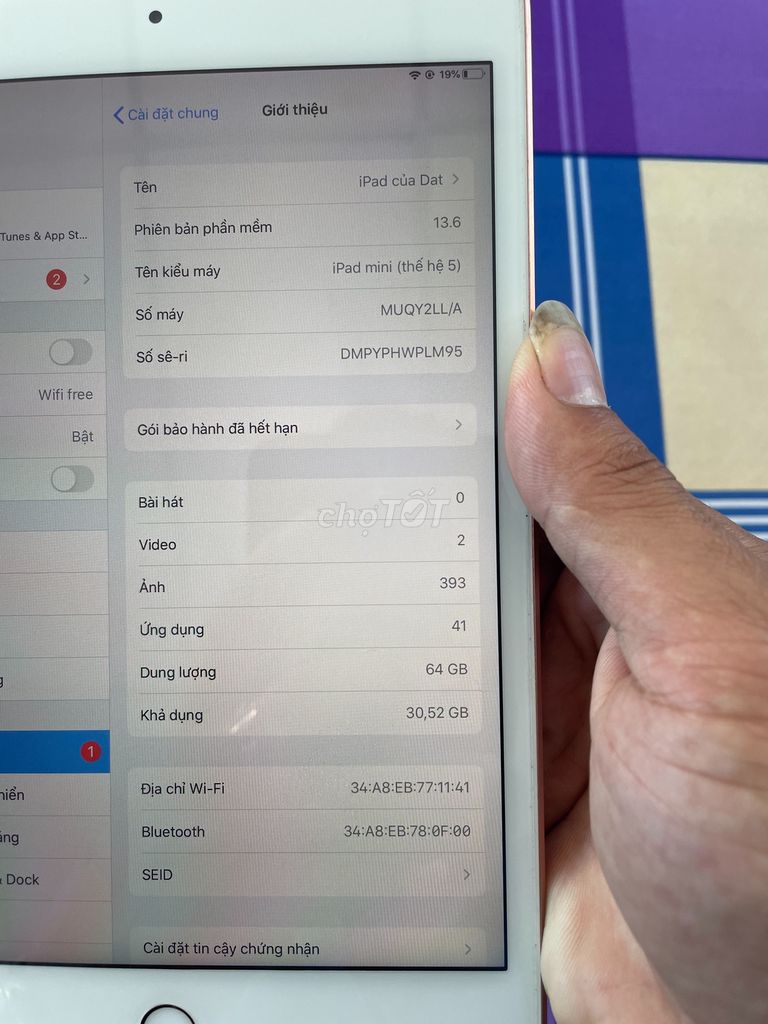 19%
Cài đặt chung
Giới thiệu
Tunes & App St...
2
Wifi free
Bật
1
& Dock
Tên iPad của Dat
Phiên bản phần mềm 13.6
Tên kiểu máy iPad mini (thế hệ 5)
Số máy MUQY2LL/A
Số sê-ri DMPYPHWPLM95
Gói bảo hành đã hết hạn
Bài hát 0
Video 2
Ảnh 393
Ứng dụng 41
Dung lượng 64 GB
Khả dụng 30,52 GB
Địa chỉ Wi-Fi 34:A8:EB:77:11:41
Bluetooth 34:A8:EB:78:0F:00
SEID
Cài đặt tin cậy chứng nhận
chợTỐT